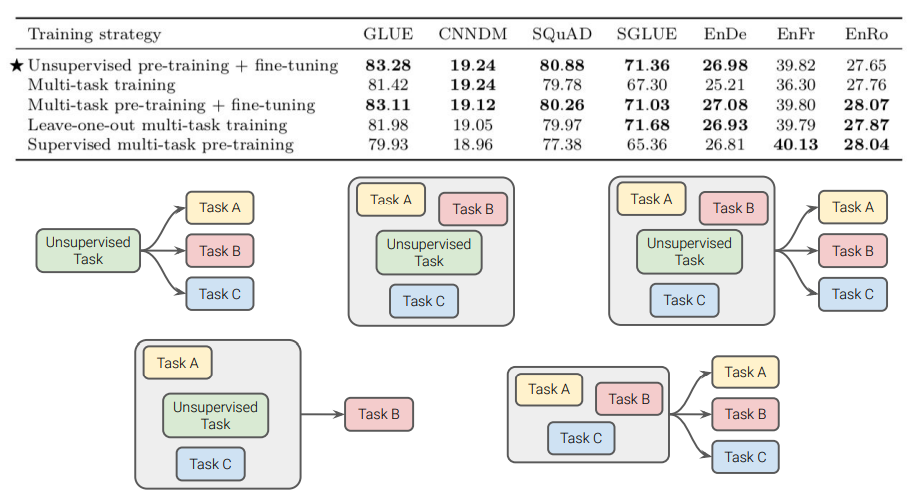 Training strategy GLUE CNNDM SQuAD SGLUE EnDe EnFr EnRo
★ Unsupervised pre-training + fine-tuning 83.28 19.24 80.88 71.36 26.98 39.82 27.65
Multi-task training 81.42 19.24 79.78 67.30 25.21 36.30 27.76
Multi-task pre-training + fine-tuning 83.11 19.12 80.26 71.03 27.08 39.80 28.07
Leave-one-out multi-task training 81.98 19.05 79.97 71.68 26.93 39.79 27.87
Supervised multi-task pre-training 79.93 18.96 77.38 65.36 26.81 40.13 28.04
Unsupervised
Task
Task A
Task B
Task C
Task A
Task B
Unsupervised
Task
Task C
Task A
Task B
Unsupervised
Task
Task C
Task A
Task B
Task C
Task A
Unsupervised
Task
Task C
Task B
Task A
Task B
Task C
Task A
Task B
Task C